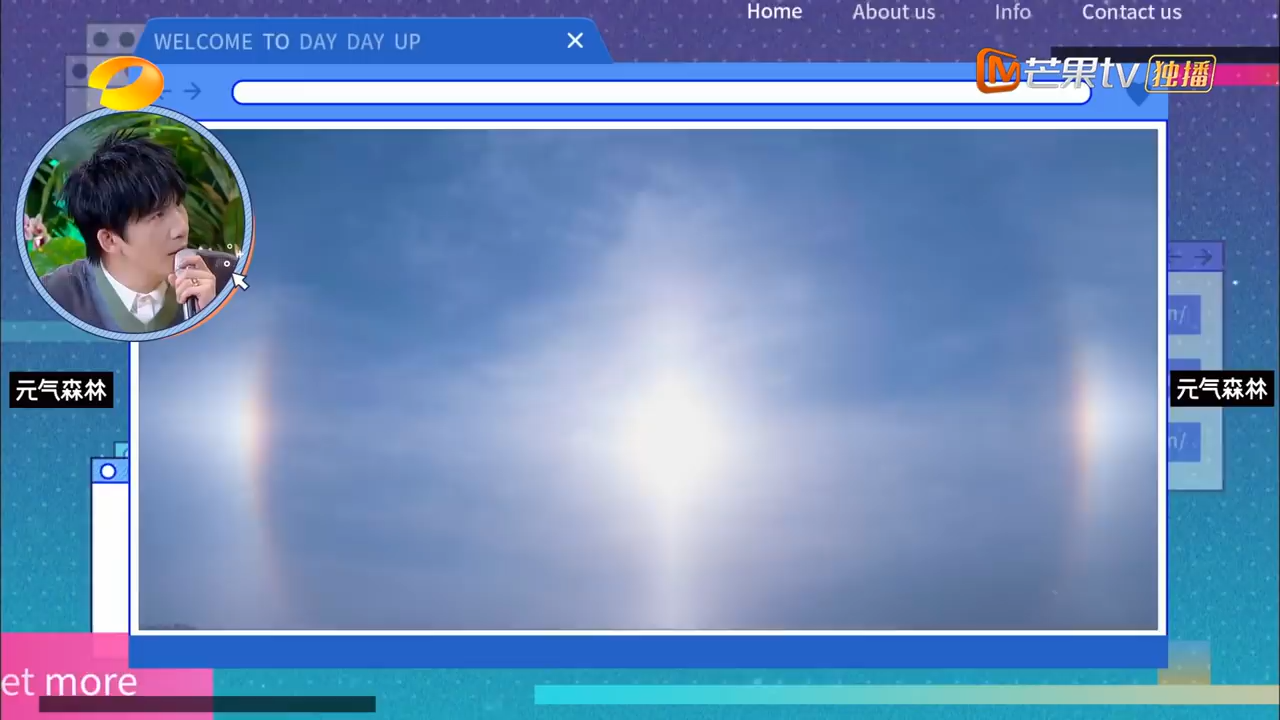 Home
About us
Info
Contact us
WELCOME TO DAY DAY UP
芒果tv 独播
元气森林
元气森林
n/
n/
et more